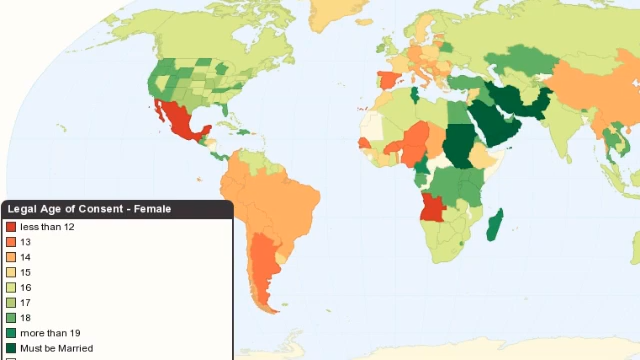 Legal Age of Consent - Female
less than 12
13
14
15
16
17
18
more than 19
Must be Married